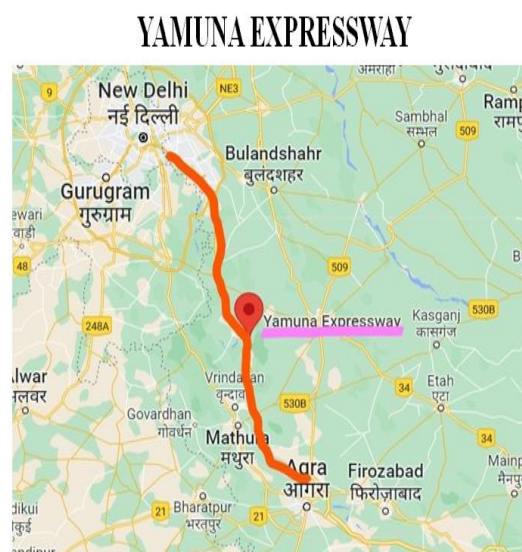 YAMUNA EXPRESSWAY
9
New Delhi
नई दिल्ली
NE3
अमरोहा
Sambhal
सम्भल
509
Bulandshahr
बुलंदशहर
Gurugram
गुरुग्राम
48
509
248A
Yamuna Expressway
Kasganj
कासगंज
530B
Vrindavan
वृन्दावन
530B
34
Etah
एटा
Govardhan
गोवर्धन
Mathura
मथुरा
34
Agra
आगरा
Firozabad
फ़िरोज़ाबाद
21
Bharatpur
भरतपुर
21